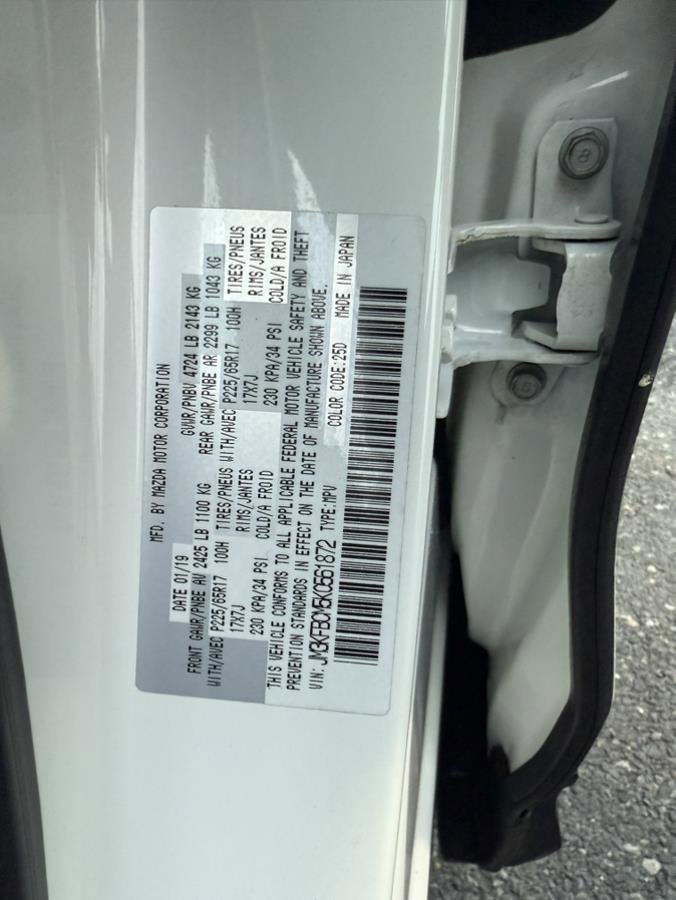 MFD. BY MAZDA MOTOR CORPORATION
DATE 01/19 GVWR/PNBV 4724 LB 2143 KG
FRONT GAWR/PNBE AV 2425 LB 1100 KG REAR GAWR/PNBE AR 2299 LB 1043 KG
WITH/AVEC P225/65R17 100H TIRES/PNEUS WITH/AVEC P225/65R17 100H TIRES/PNEUS
17X7J RIMS/JANTES 17X7J RIMS/JANTES
230 KPA/34 PSI COLD/A FROID 230 KPA/34 PSI COLD/A FROID
THIS VEHICLE CONFORMS TO ALL APPLICABLE FEDERAL MOTOR VEHICLE SAFETY AND THEFT
PREVENTION STANDARDS IN EFFECT ON THE DATE OF MANUFACTURE SHOWN ABOVE.
VIN: JM3KFBCM5K0561872 TYPE:MPV COLOR CODE:25D MADE IN JAPAN
8